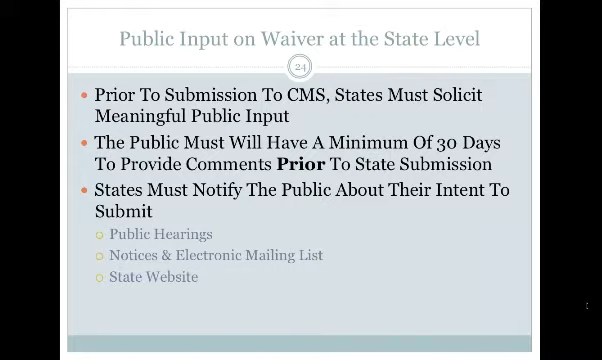 Public Input on Waiver at the State Level
24
Prior To Submission To CMS, States Must Solicit
Meaningful Public Input
The Public Must Will Have A Minimum Of 30 Days
To Provide Comments Prior To State Submission
States Must Notify The Public About Their Intent To
Submit
Public Hearings
Notices & Electronic Mailing List
State Website